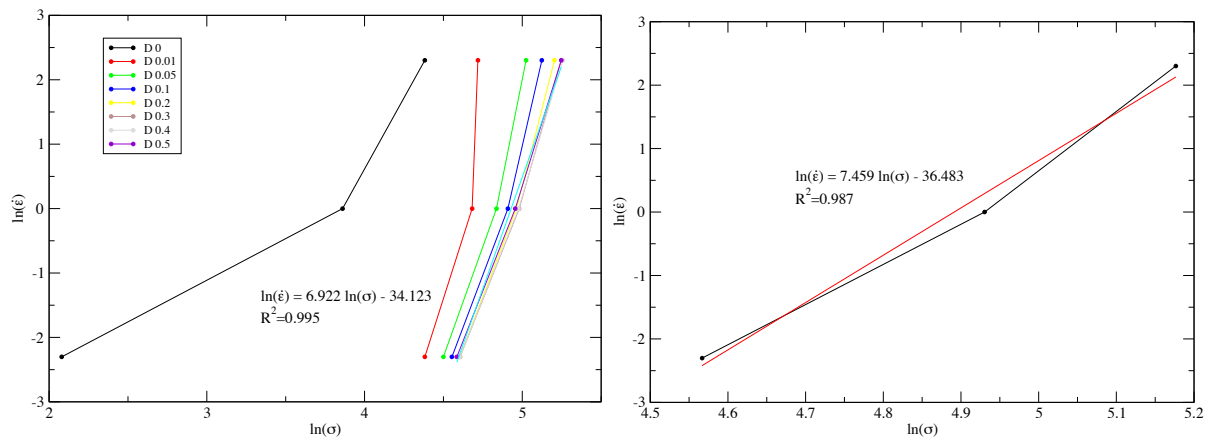 3
2
1
0
-1
-2
-3
ln(ε̇)
D 0
D 0.01
D 0.05
D 0.1
D 0.2
D 0.3
D 0.4
D 0.5
ln(ε̇) = 6.922 ln(σ) - 34.123
R²=0.995
2 3 4 5
ln(σ)
3
2
1
0
-1
-2
-3
ln(ε̇)
ln(ε̇) = 7.459 ln(σ) - 36.483
R²=0.987
4.5 4.6 4.7 4.8 4.9 5 5.1 5.2
ln(σ)